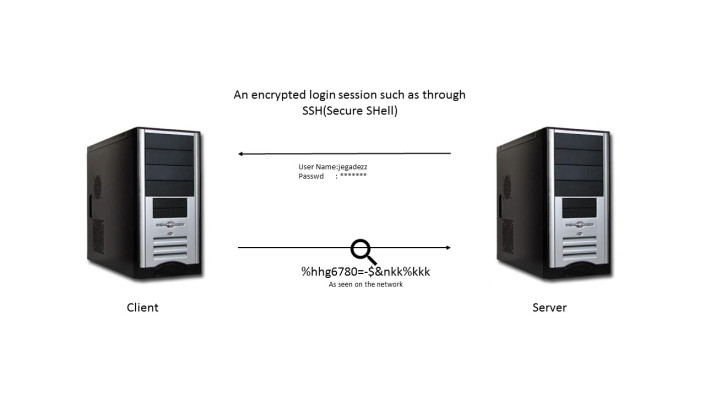 An encrypted login session such as through
SSH(Secure SHell)
User Name:jegadezz
Passwd : *******
%hhg6780=-$&nkk%kkk
As seen on the network
Client
Server